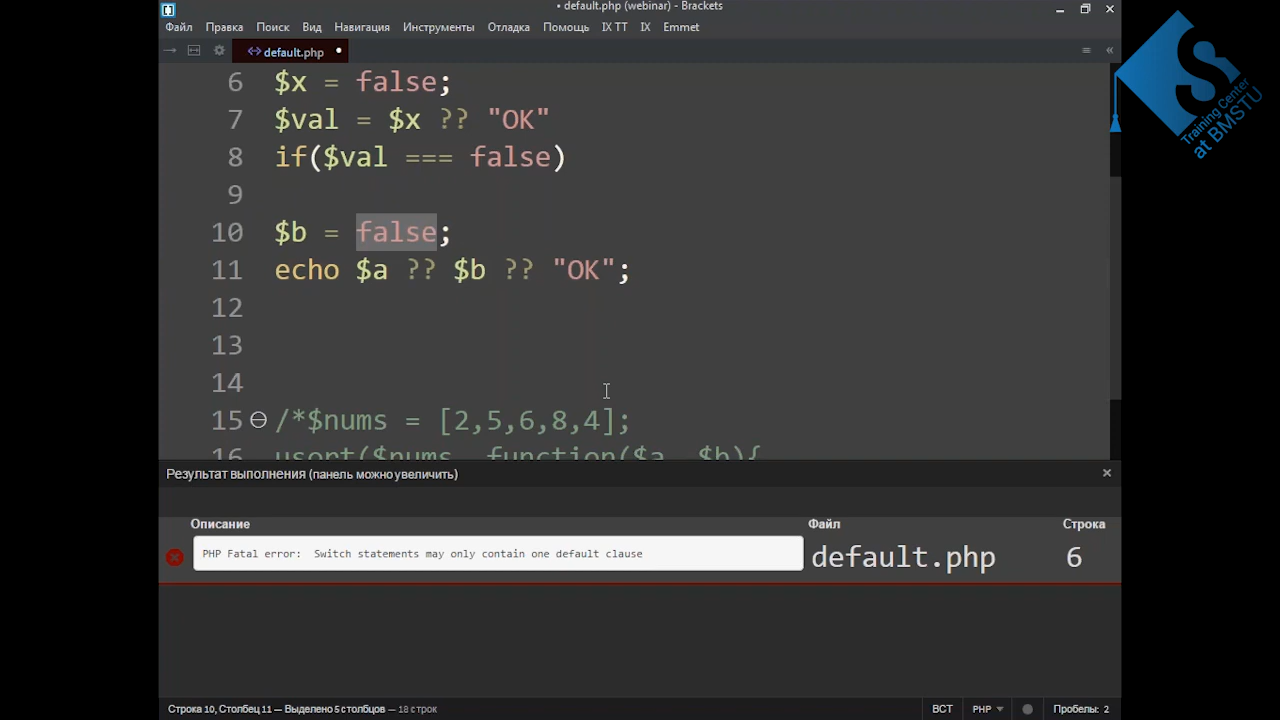 • default.php (webinar) - Brackets
Файл Правка Поиск Вид Навигация Инструменты Отладка Помощь IX TT IX Emmet
default.php •
6 $x = false;
7 $val = $x ?? "OK"
8 if($val === false)
9
10 $b = false;
11 echo $a ?? $b ?? "OK";
12
13
14
15 /*$nums = [2,5,6,8,4];
16 usort($nums, function($a, $b){
Результат выполнения (панель можно увеличить)
Описание Файл Строка
PHP Fatal error: Switch statements may only contain one default clause default.php 6
Строка 10, Столбец 11 — Выделено 5 столбцов — 18 строк ВСТ PHP Пробелы: 2
Training Center
at BMSTU